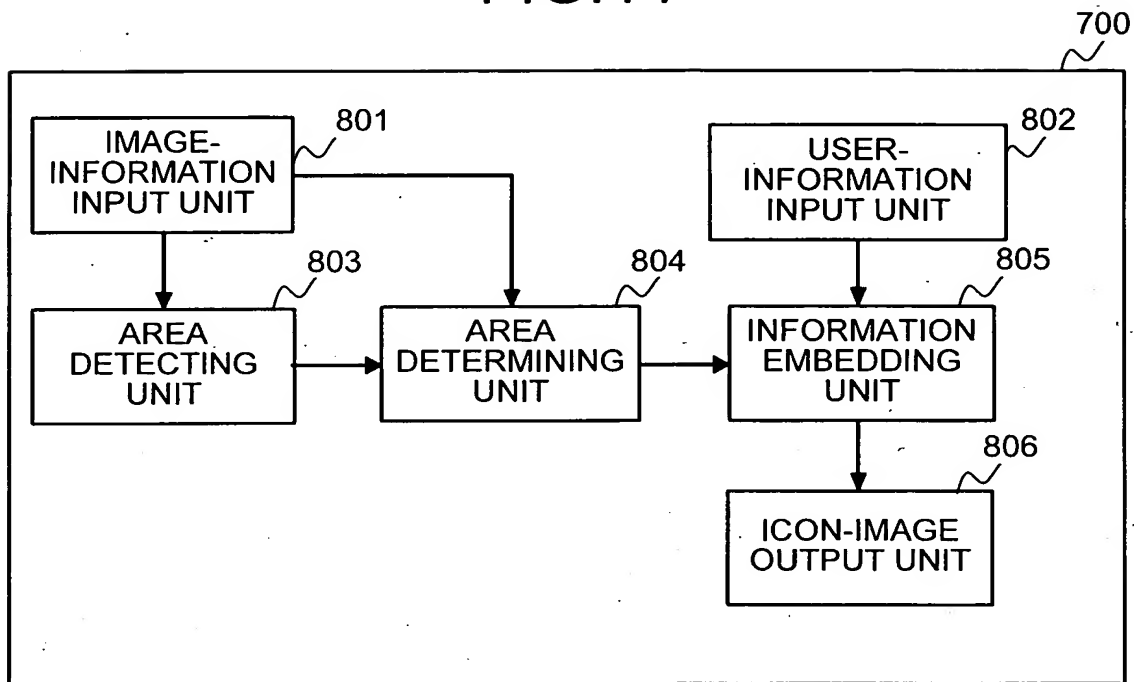 700
801
IMAGE-
INFORMATION
INPUT UNIT
802
USER-
INFORMATION
INPUT UNIT
803
AREA
DETECTING
UNIT
804
AREA
DETERMINING
UNIT
805
INFORMATION
EMBEDDING
UNIT
806
ICON-IMAGE
OUTPUT UNIT